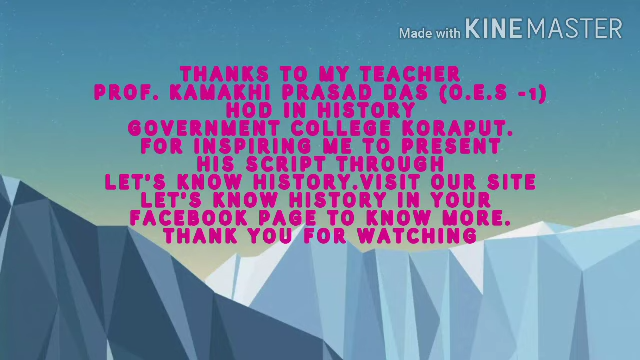 Made with KINEMASTER
THANKS TO MY TEACHER
PROF. KAMAKHI PRASAD DAS (O.E.S -1)
HOD IN HISTORY
GOVERNMENT COLLEGE KORAPUT.
FOR INSPIRING ME TO PRESENT
HIS SCRIPT THROUGH
LET'S KNOW HISTORY.VISIT OUR SITE
LET'S KNOW HISTORY IN YOUR
FACEBOOK PAGE TO KNOW MORE.
THANK YOU FOR WATCHING